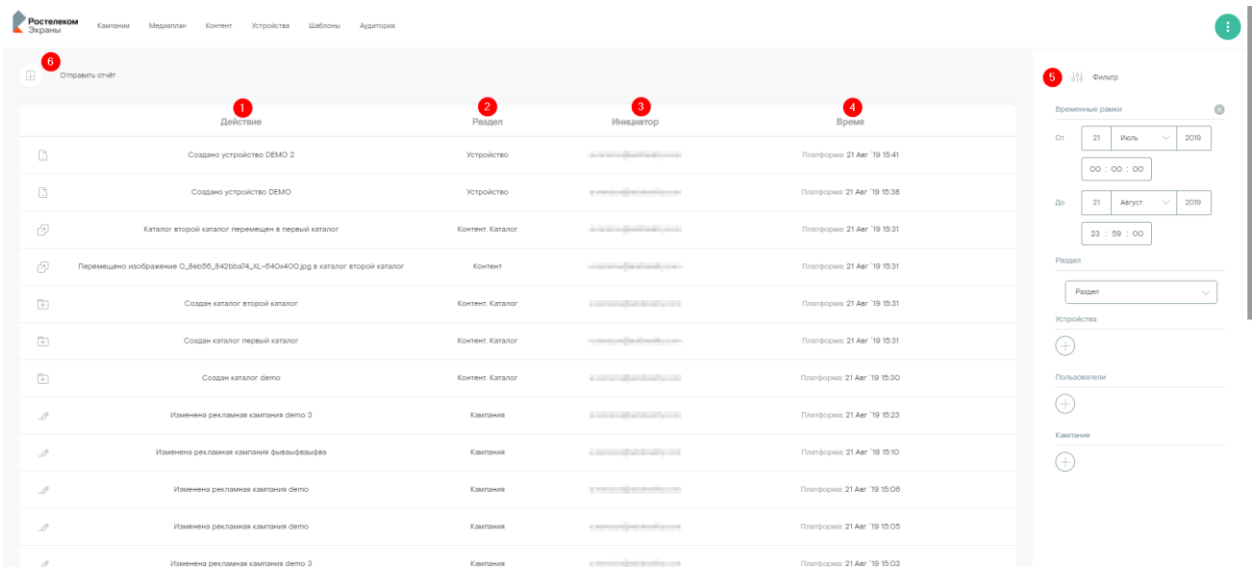 Ростелеком
Экраны
Кампании Медиаплан Контент Устройства Шаблоны Аудитория
6
Отправить отчёт
5 Фильтр
1 2 3 4
Действие Раздел Инициатор Время
Создано устройство DEMO 2 Устройство Платформа: 21 Авг `19 15:41
Создано устройство DEMO Устройство Платформа: 21 Авг `19 15:38
Каталог второй каталог перемещен в первый каталог Контент. Каталог Платформа: 21 Авг `19 15:31
Перемещено изображение 0_8eb56_842bba74_XL-640x400.jpg в каталог второй каталог Контент Платформа: 21 Авг `19 15:31
Создан каталог второй каталог Контент. Каталог Платформа: 21 Авг `19 15:31
Создан каталог первый каталог Контент. Каталог Платформа: 21 Авг `19 15:31
Создан каталог demo Контент. Каталог Платформа: 21 Авг `19 15:30
Изменена рекламная кампания demo 3 Кампания Платформа: 21 Авг `19 15:23
Изменена рекламная кампания фываыфваыфва Кампания Платформа: 21 Авг `19 15:10
Изменена рекламная кампания demo Кампания Платформа: 21 Авг `19 15:06
Изменена рекламная кампания demo Кампания Платформа: 21 Авг `19 15:05
Изменена рекламная кампания demo 3 Кампания Платформа: 21 Авг `19 15:03
Временные рамки
От 21 Июль 2019
00 : 00 : 00
До 21 Август 2019
23 : 59 : 00
Раздел
Раздел
Устройства
Пользователи
Кампания